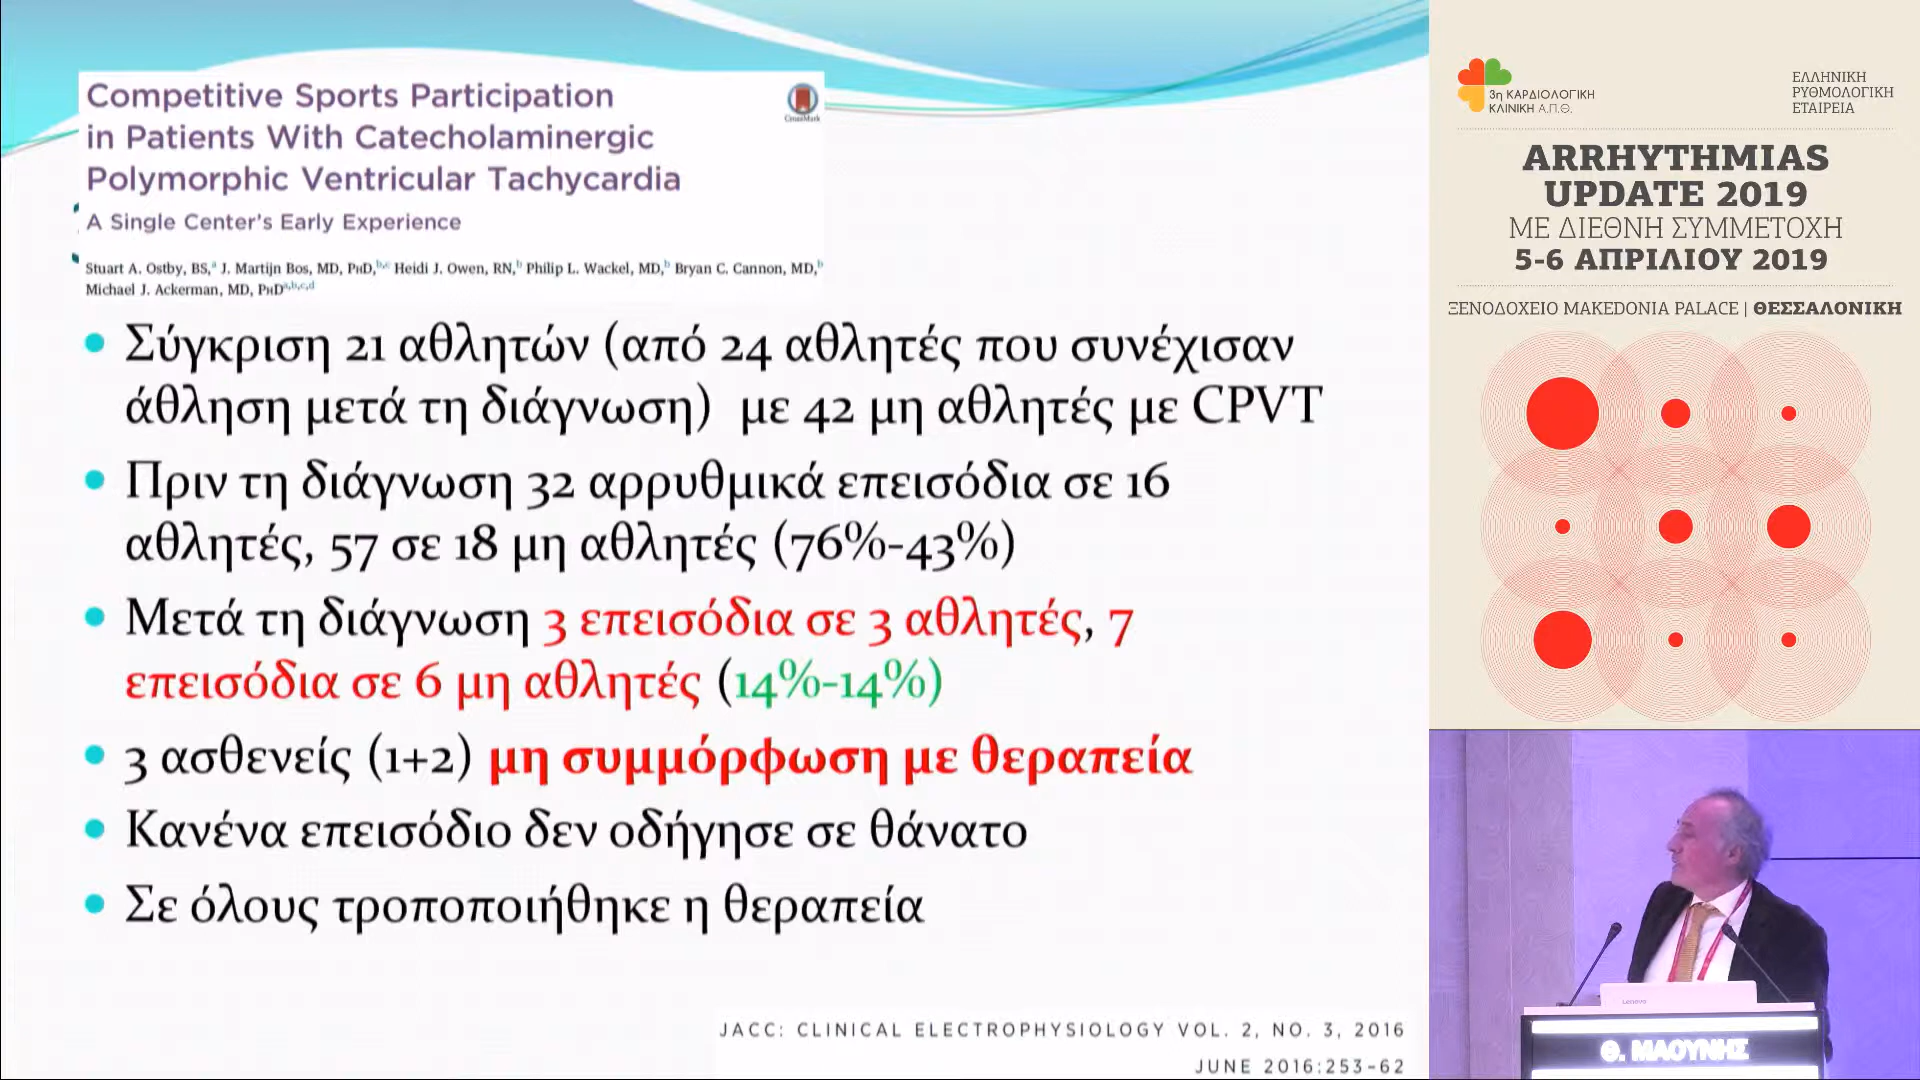 Competitive Sports Participation
in Patients With Catecholaminergic
Polymorphic Ventricular Tachycardia
A Single Center's Early Experience
CrossMark
Stuart A. Ostby, BS,a J. Martijn Bos, MD, PhD,b,c Heidi J. Owen, RN,b Philip L. Wackel, MD,b Bryan C. Cannon, MD,b
Michael J. Ackerman, MD, PhDa,b,c,d
• Σύγκριση 21 αθλητών (από 24 αθλητές που συνέχισαν
άθληση μετά τη διάγνωση) με 42 μη αθλητές με CPVT
• Πριν τη διάγνωση 32 αρρυθμικά επεισόδια σε 16
αθλητές, 57 σε 18 μη αθλητές (76%-43%)
• Μετά τη διάγνωση 3 επεισόδια σε 3 αθλητές, 7
επεισόδια σε 6 μη αθλητές (14%-14%)
• 3 ασθενείς (1+2) μη συμμόρφωση με θεραπεία
• Κανένα επεισόδιο δεν οδήγησε σε θάνατο
• Σε όλους τροποποιήθηκε η θεραπεία
JACC: CLINICAL ELECTROPHYSIOLOGY VOL. 2, NO. 3, 2016
JUNE 2016:253-62
3η ΚΑΡΔΙΟΛΟΓΙΚΗ
ΚΛΙΝΙΚΗ Α.Π.Θ.
ΕΛΛΗΝΙΚΗ
ΡΥΘΜΟΛΟΓΙΚΗ
ΕΤΑΙΡΕΙΑ
ARRHYTHMIAS
UPDATE 2019
ΜΕ ΔΙΕΘΝΗ ΣΥΜΜΕΤΟΧΗ
5-6 ΑΠΡΙΛΙΟΥ 2019
ΞΕΝΟΔΟΧΕΙΟ MAKEDONIA PALACE | ΘΕΣΣΑΛΟΝΙΚΗ
Lenovo
Θ. ΜΑΟΥΝΗΣ